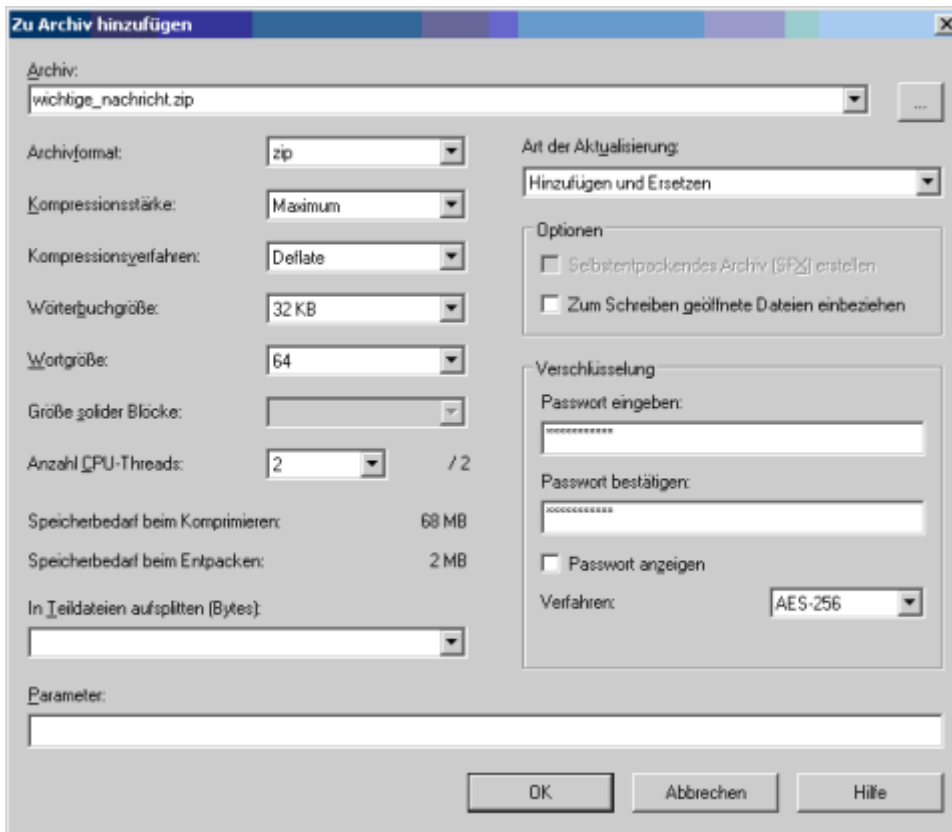 Zu Archiv hinzufügen
Archiv:
wichtige_nachricht.zip
...
Archivformat:
zip
Kompressionsstärke:
Maximum
Kompressionsverfahren:
Deflate
Wörterbuchgröße:
32 KB
Wortgröße:
64
Größe solider Blöcke:
Anzahl CPU-Threads:
2
/ 2
Speicherbedarf beim Komprimieren:
68 MB
Speicherbedarf beim Entpacken:
2 MB
In Teildateien aufsplitten (Bytes):
Art der Aktualisierung:
Hinzufügen und Ersetzen
Optionen
Selbstentpackendes Archiv (SFX) erstellen
Zum Schreiben geöffnete Dateien einbeziehen
Verschlüsselung
Passwort eingeben:
***********
Passwort bestätigen:
***********
Passwort anzeigen
Verfahren:
AES-256
Parameter:
OK
Abbrechen
Hilfe